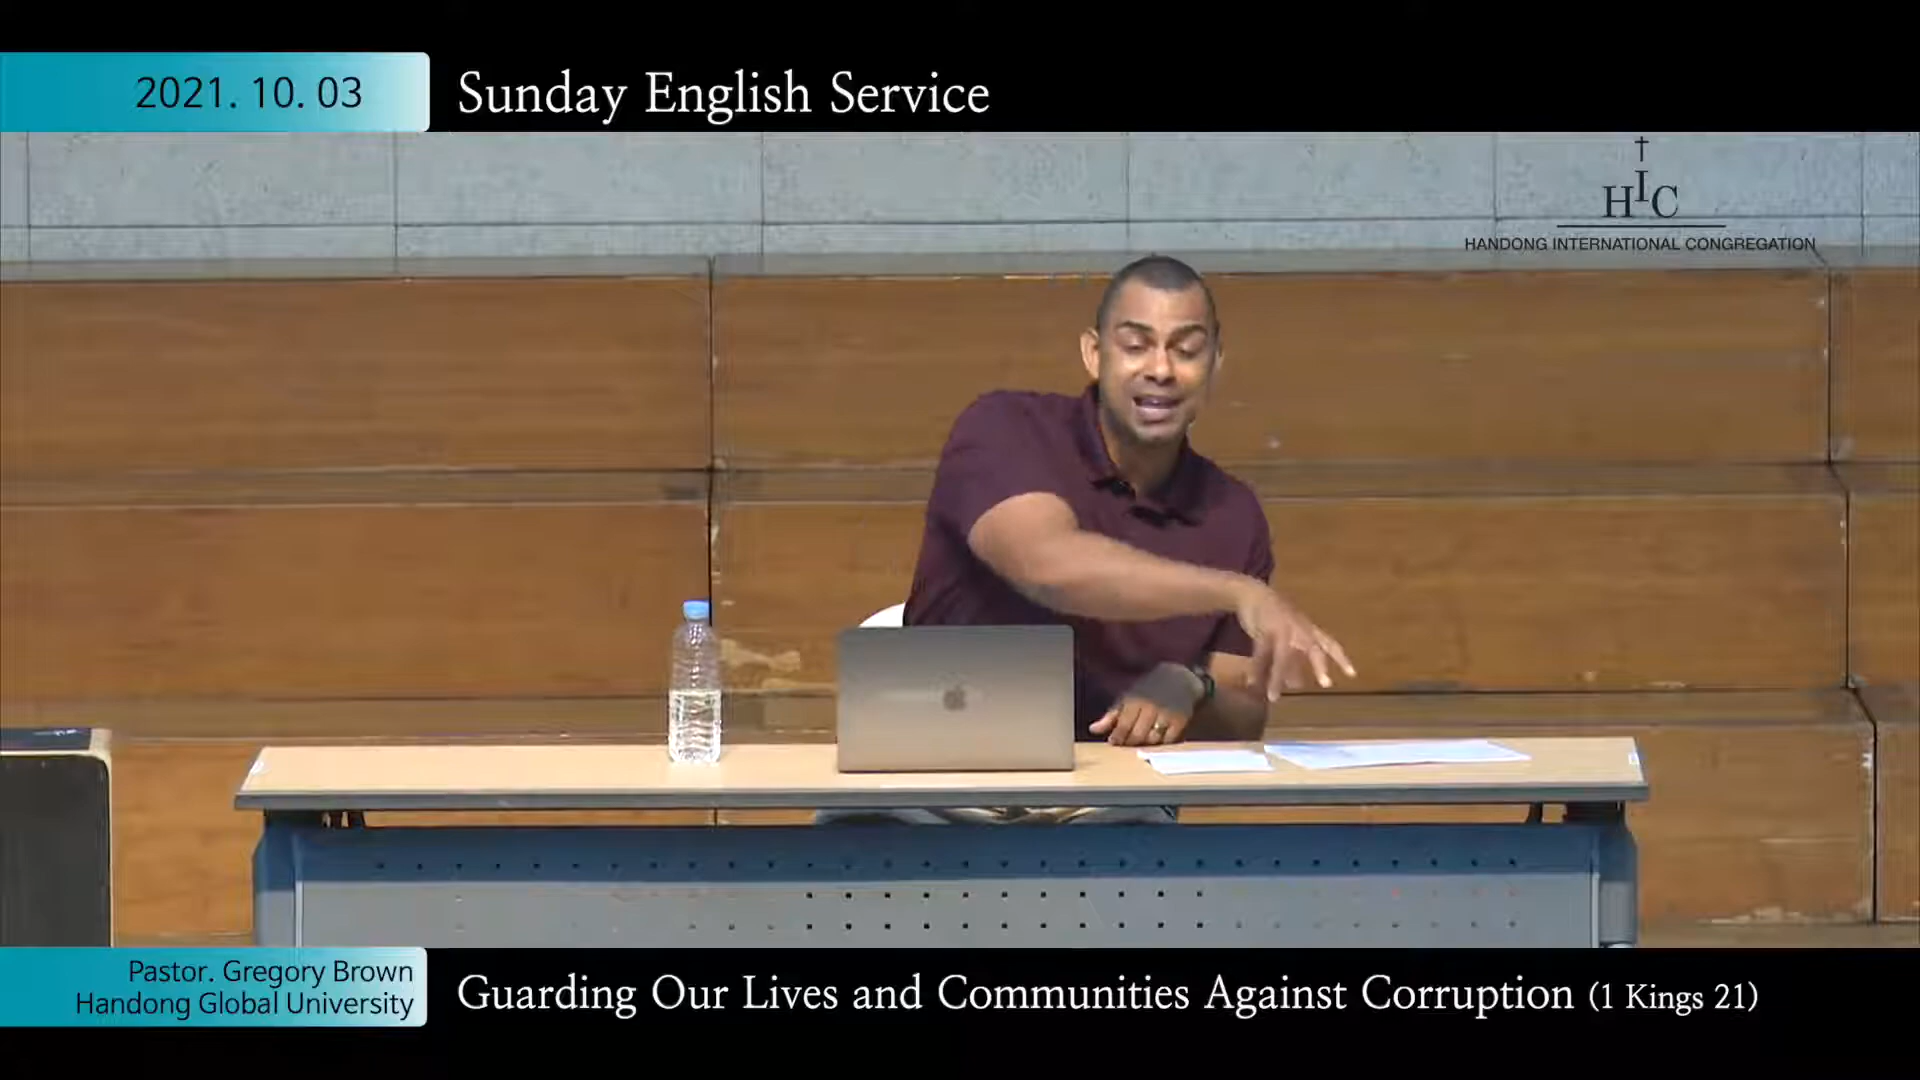 2021. 10. 03
Sunday English Service
HIC
HANDONG INTERNATIONAL CONGREGATION
Pastor. Gregory Brown
Handong Global University
Guarding Our Lives and Communities Against Corruption (1 Kings 21)